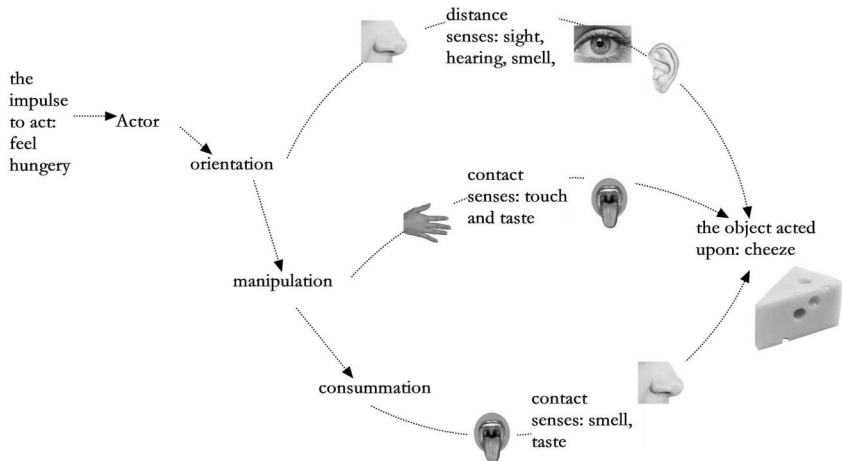 the
impulse
to act:
feel
hungery
Actor
orientation
distance
senses: sight,
hearing, smell,
manipulation
contact
senses: touch
and taste
the object acted
upon: cheeze
consummation
contact
senses: smell,
taste